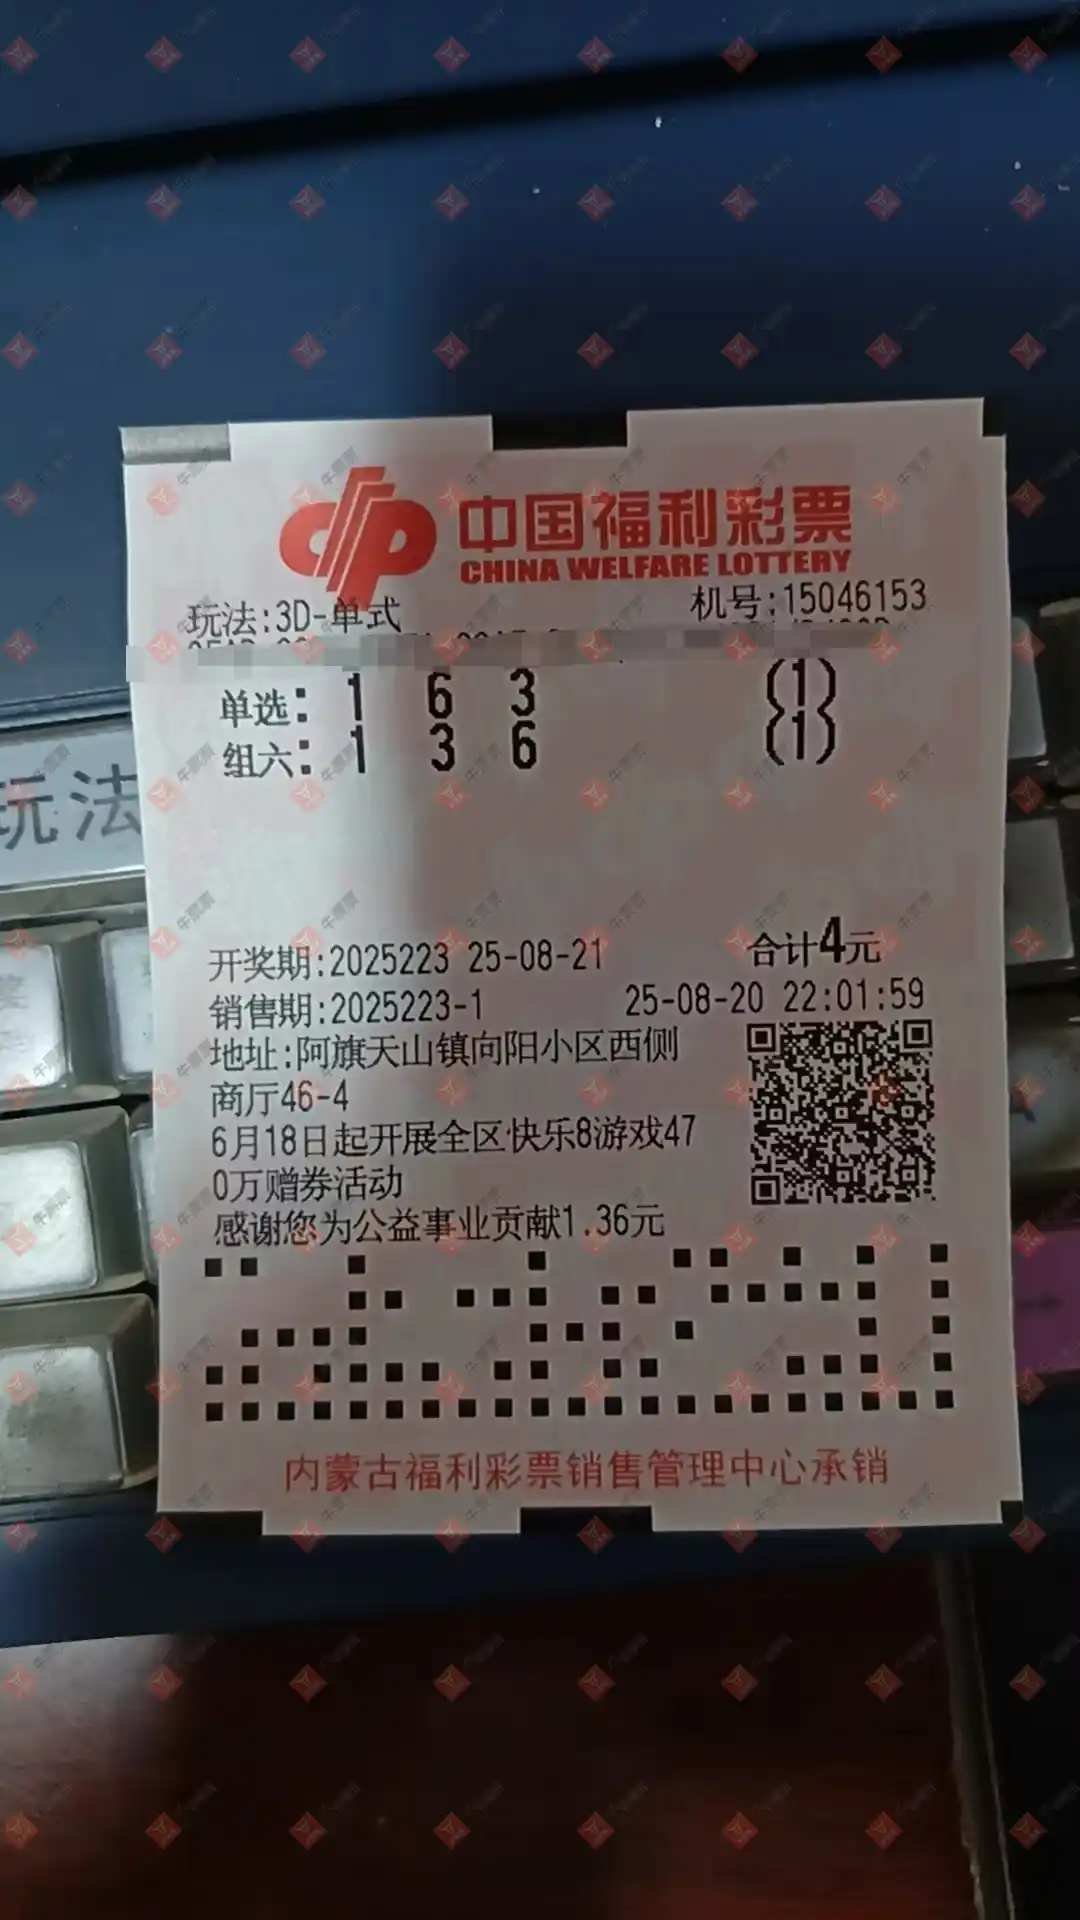 中国福利彩票
CHINA WELFARE LOTTERY
玩法:3D-单式 机号:15046153
单选: 1 6 3 (1)
组六: 1 3 6 (1)
玩法
开奖期:2025223 25-08-21 合计4元
销售期:2025223-1 25-08-20 22:01:59
地址:阿旗天山镇向阳小区西侧
商厅46-4
6月18日起开展全区快乐8游戏47
0万赠券活动
感谢您为公益事业贡献1.36元
内蒙古福利彩票销售管理中心承销